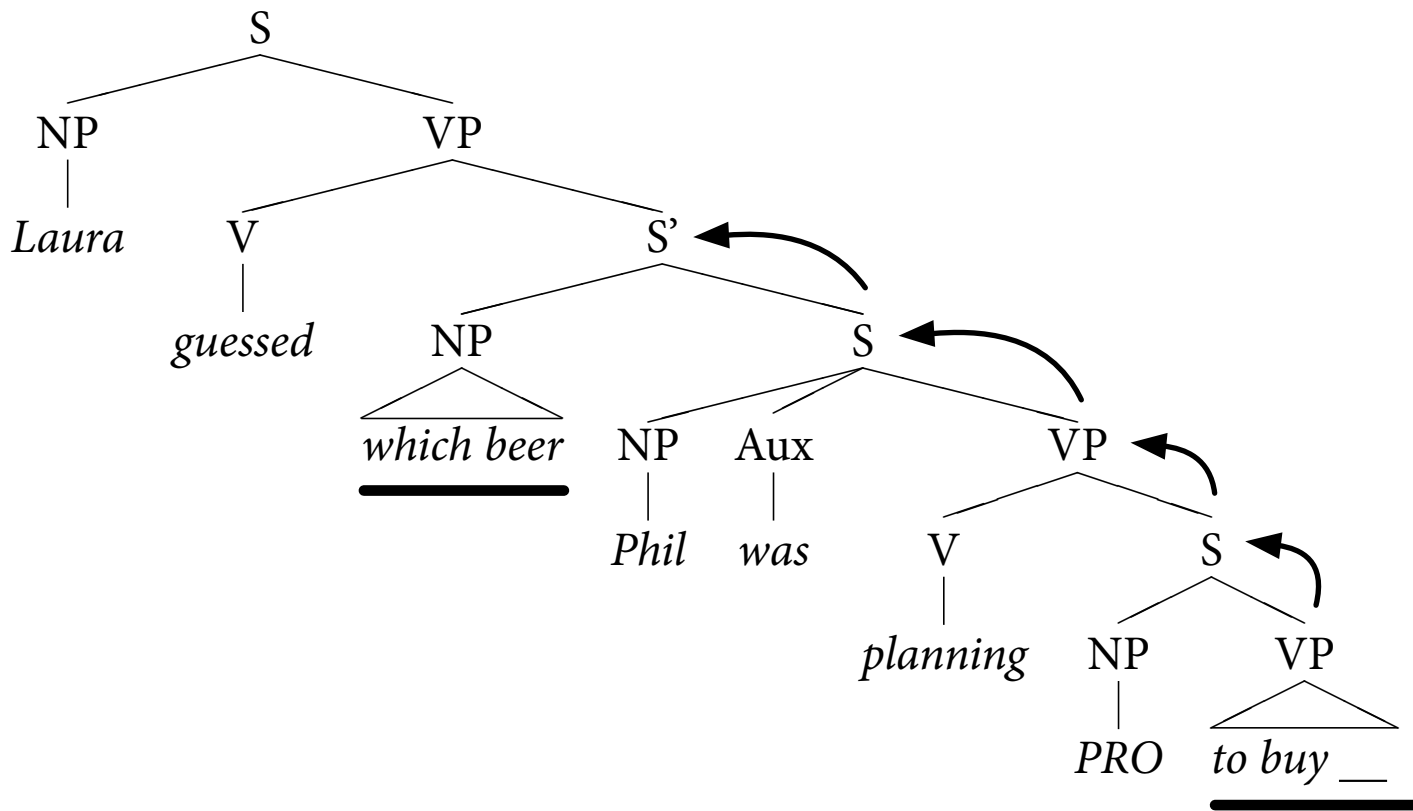 S
NP VP
Laura V S’
guessed NP S
which beer NP Aux VP
Phil was V S
planning NP VP
PRO to buy __